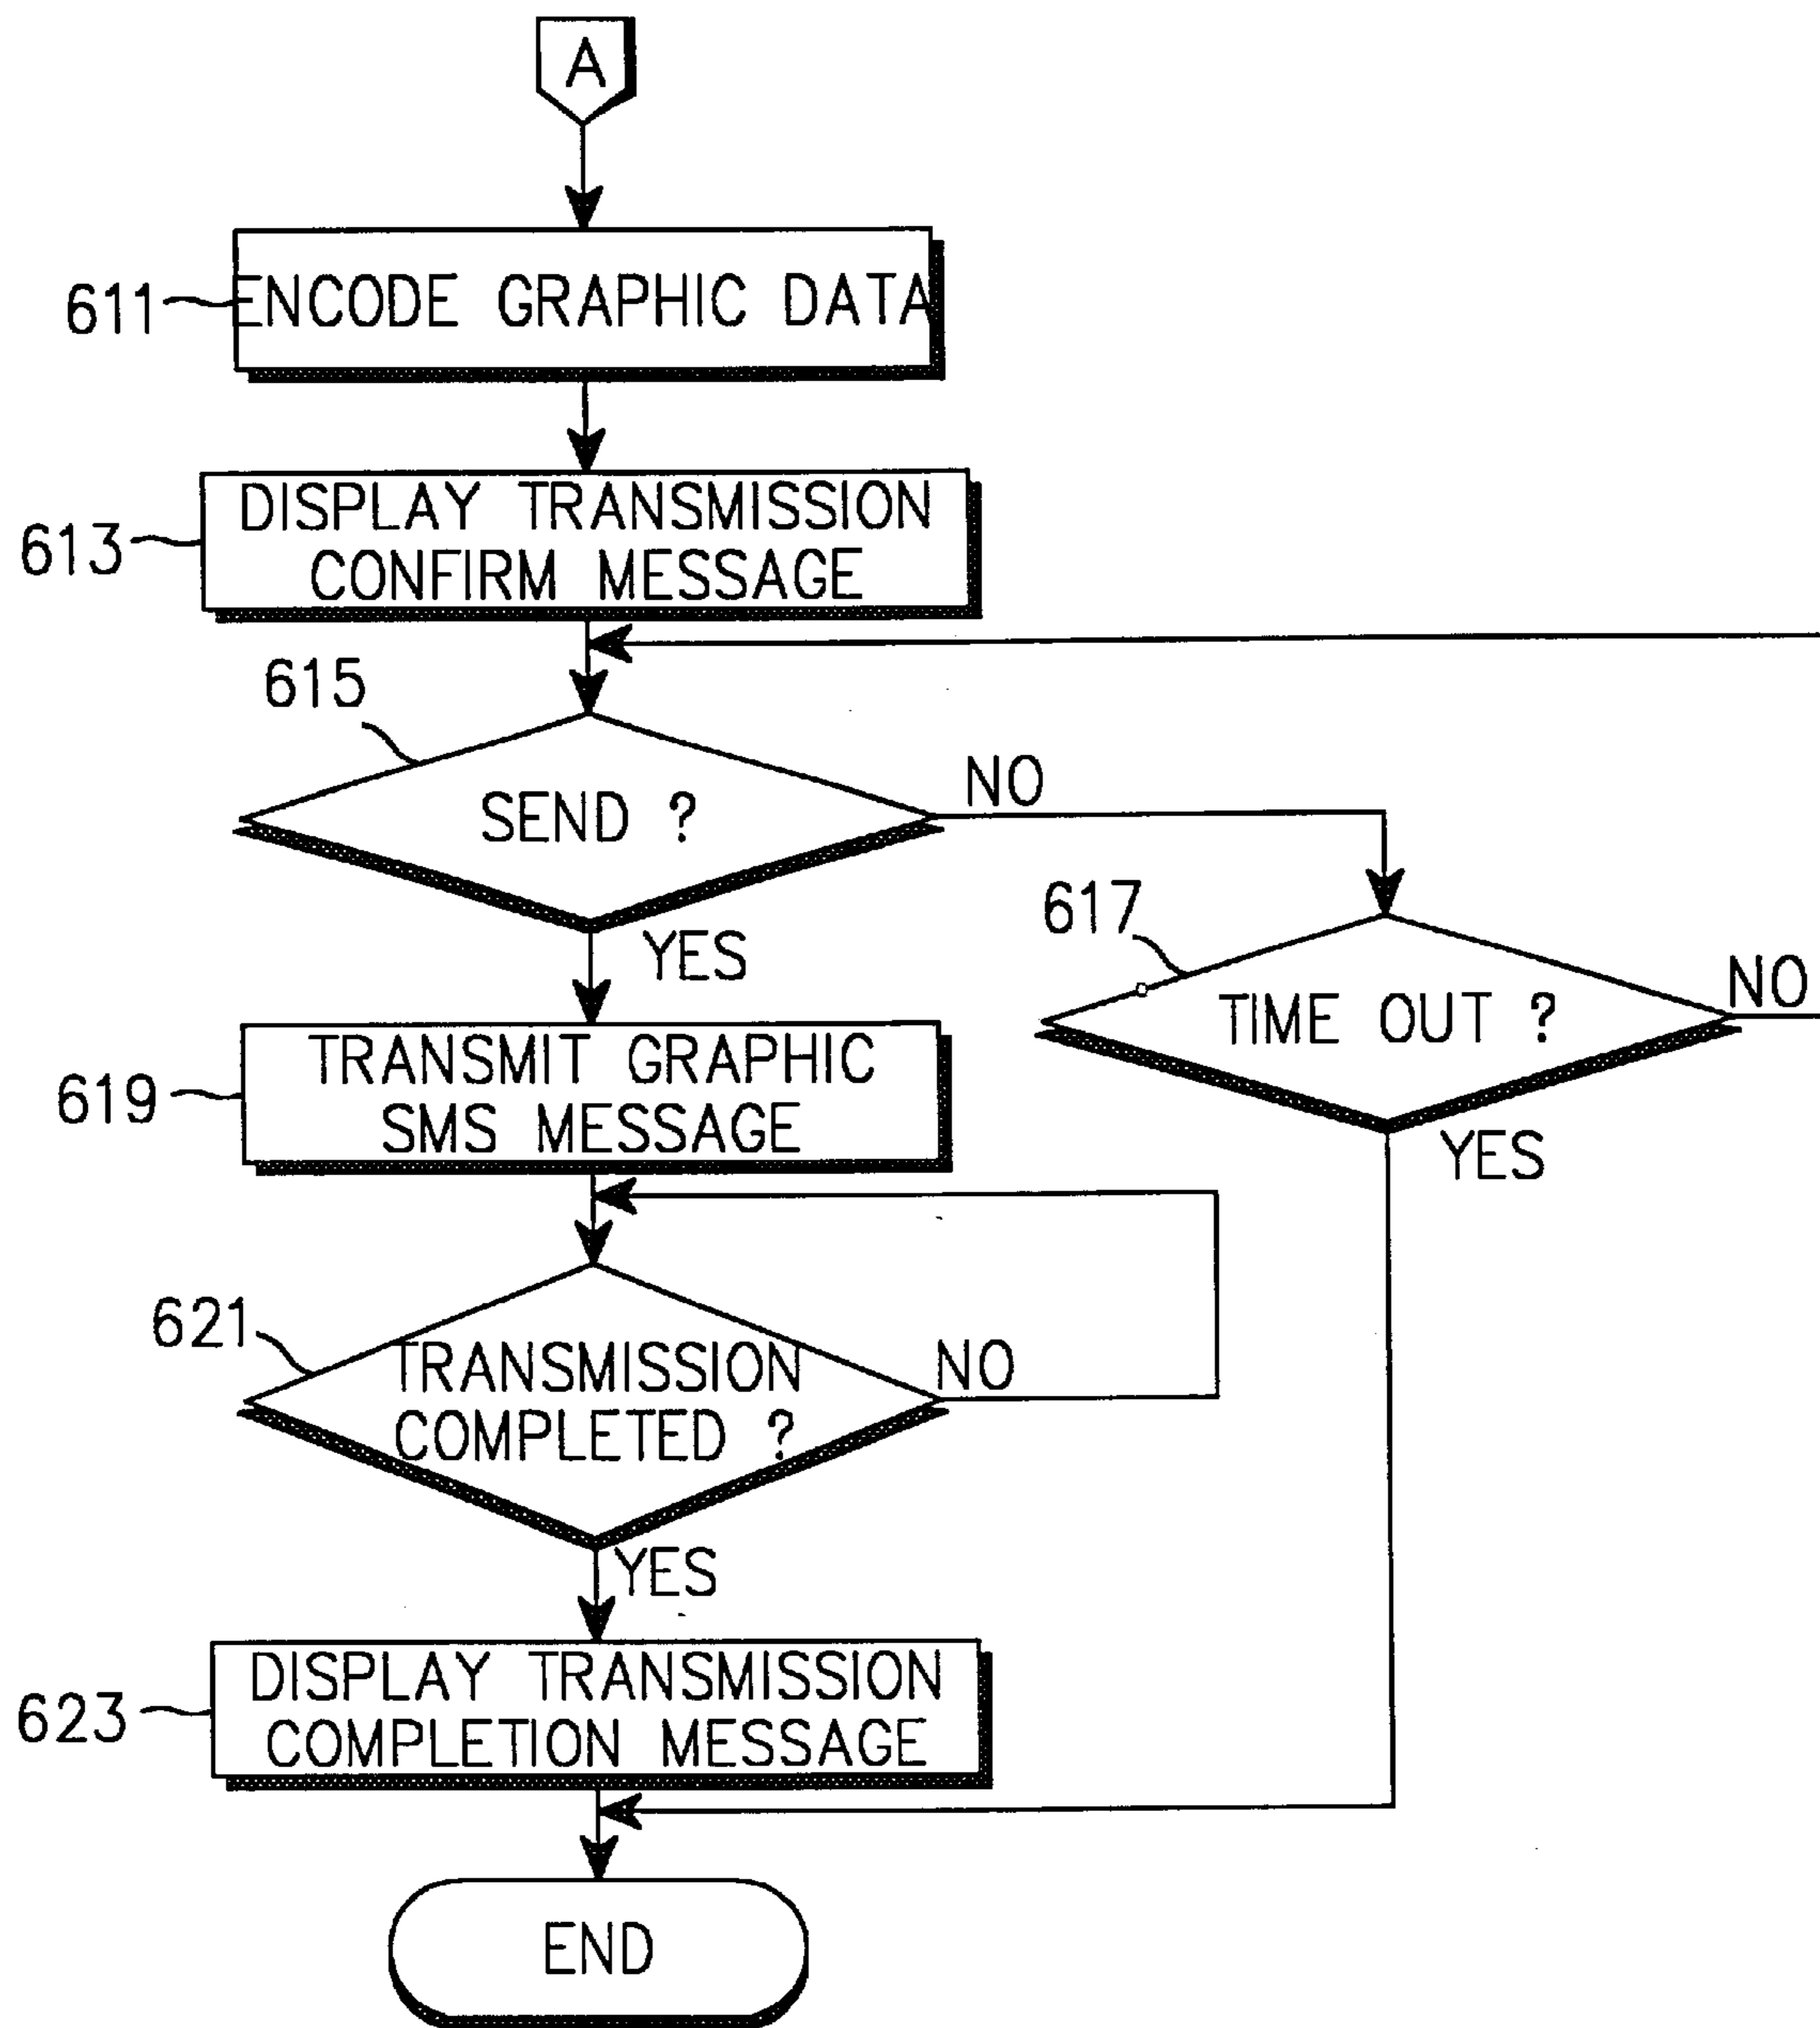 A
611
ENCODE GRAPHIC DATA
613
DISPLAY TRANSMISSION
CONFIRM MESSAGE
615
SEND ?
NO
YES
617
TIME OUT ?
NO
YES
619
TRANSMIT GRAPHIC
SMS MESSAGE
621
TRANSMISSION
COMPLETED ?
NO
YES
623
DISPLAY TRANSMISSION
COMPLETION MESSAGE
END